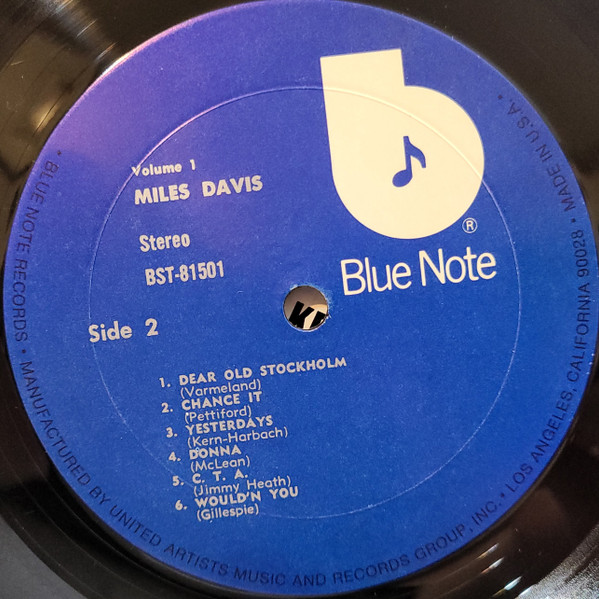 Volume 1
MILES DAVIS
Stereo
BST-81501
Side 2
b
®
Blue Note
1. DEAR OLD STOCKHOLM
(Varmeland)
2. CHANCE IT
(Pettiford)
3. YESTERDAYS
(Kern-Harbach)
4. DONNA
(McLean)
5. C. T. A.
(Jimmy Heath)
6. WOULD'N YOU
(Gillespie)
• BLUE NOTE RECORDS • MANUFACTURED BY UNITED ARTISTS MUSIC AND RECORDS GROUP, INC. • LOS ANGELES, CALIFORNIA 90028 • MADE IN U.S.A. •